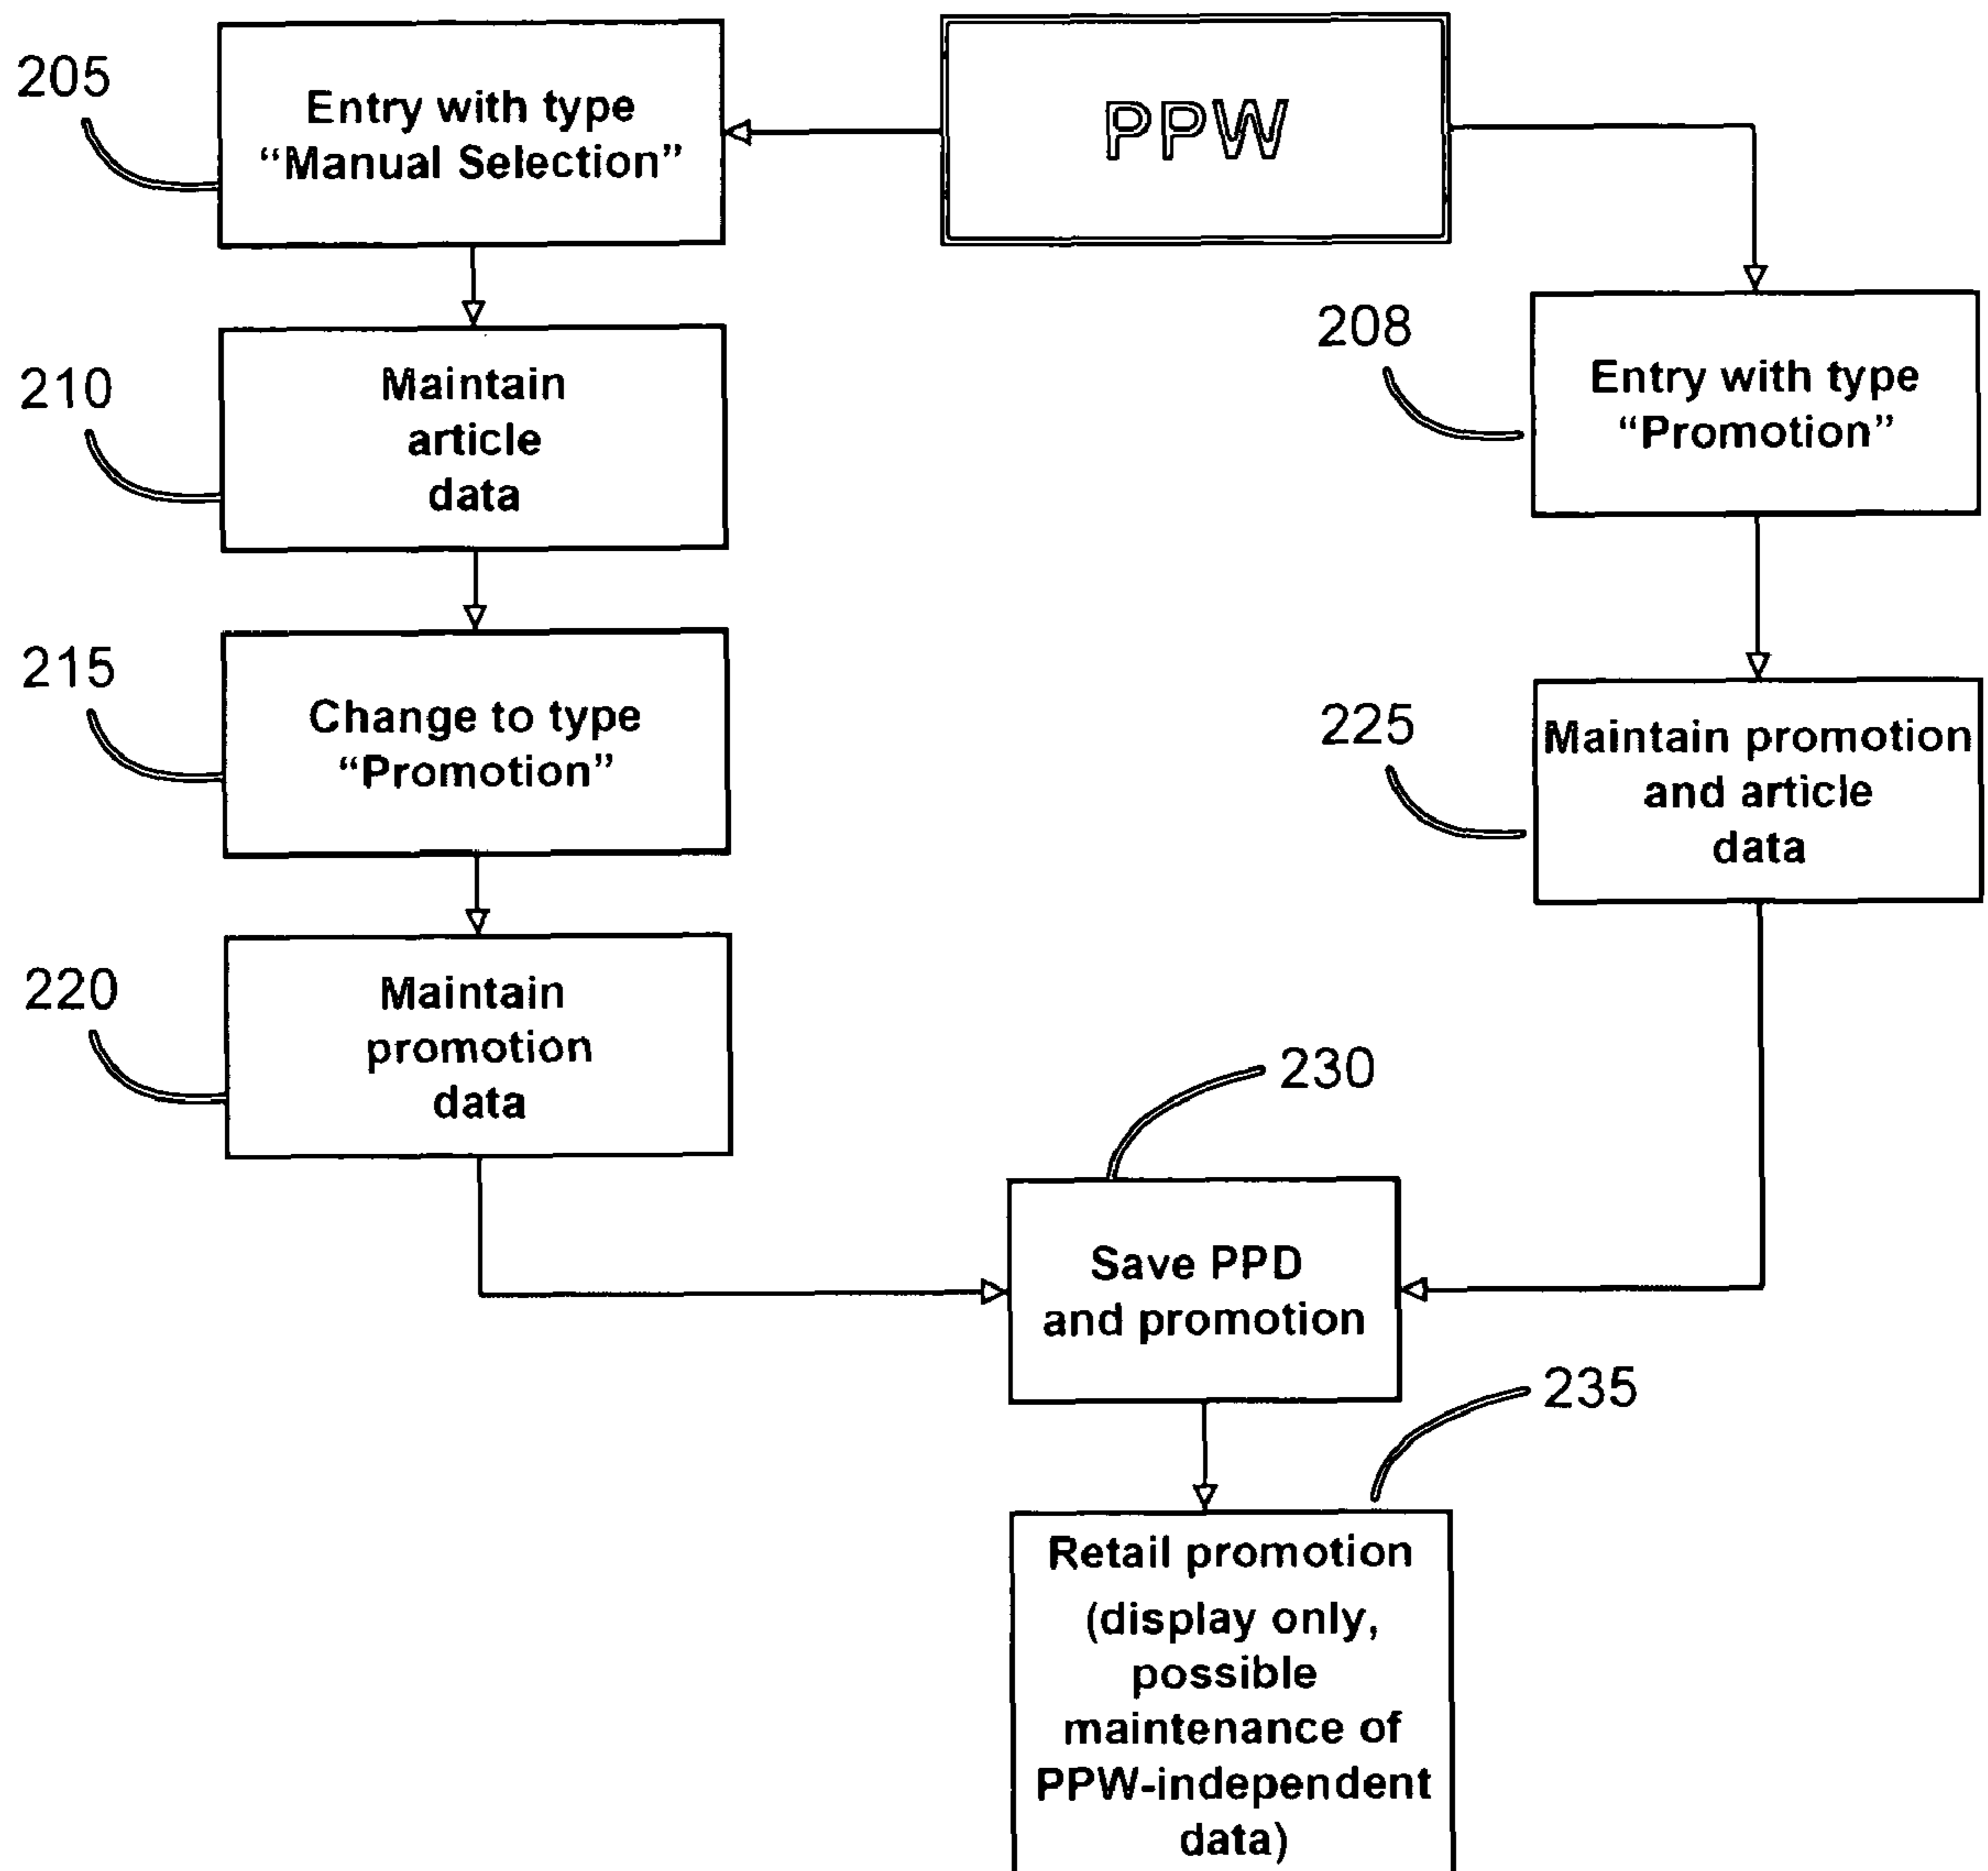 205
Entry with type
“Manual Selection”
PPW
210
Maintain
article
data
208
Entry with type
“Promotion”
215
Change to type
“Promotion”
225
Maintain promotion
and article
data
220
Maintain
promotion
data
230
Save PPD
and promotion
235
Retail promotion
(display only,
possible
maintenance of
PPW-independent
data)